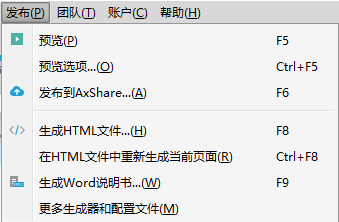 发布(P) 团队(T) 账户(C) 帮助(H)
预览(P) F5
预览选项...(O) Ctrl+F5
发布到AxShare...(A) F6
生成HTML文件...(H) F8
在HTML文件中重新生成当前页面(R) Ctrl+F8
生成Word说明书...(W) F9
更多生成器和配置文件(M)